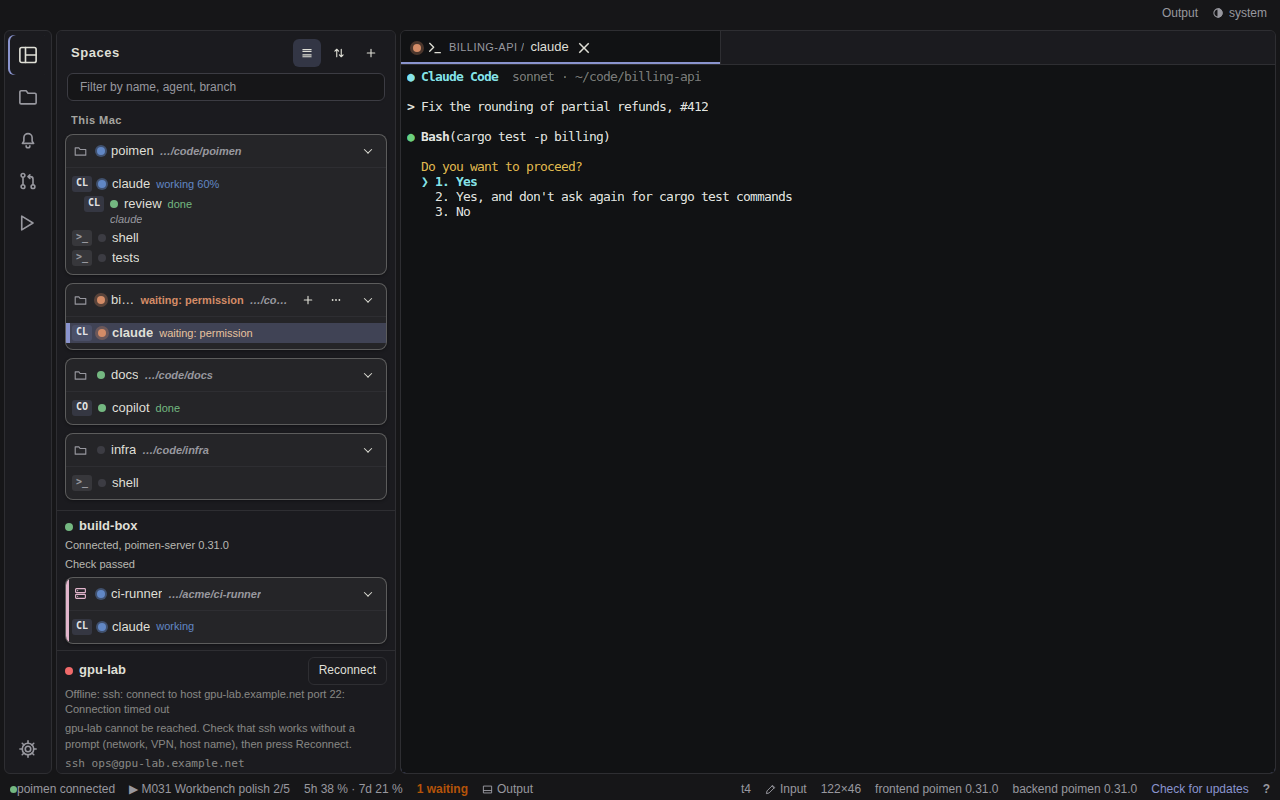 Output system
Spaces
Filter by name, agent, branch
This Mac
poimen …/code/poimen
CL claude working 60%
CL review done
claude
>_ shell
>_ tests
bi… waiting: permission …/co…
CL claude waiting: permission
docs …/code/docs
CO copilot done
infra …/code/infra
>_ shell
build-box
Connected, poimen-server 0.31.0
Check passed
ci-runner …/acme/ci-runner
CL claude working
gpu-lab Reconnect
Offline: ssh: connect to host gpu-lab.example.net port 22:
Connection timed out
gpu-lab cannot be reached. Check that ssh works without a
prompt (network, VPN, host name), then press Reconnect.
ssh ops@gpu-lab.example.net
BILLING-API / claude
● Claude Code sonnet · ~/code/billing-api
> Fix the rounding of partial refunds, #412
● Bash(cargo test -p billing)
Do you want to proceed?
❯ 1. Yes
2. Yes, and don't ask again for cargo test commands
3. No
poimen connected ▶ M031 Workbench polish 2/5 5h 38 % · 7d 21 % 1 waiting Output t4 Input 122×46 frontend poimen 0.31.0 backend poimen 0.31.0 Check for updates ?